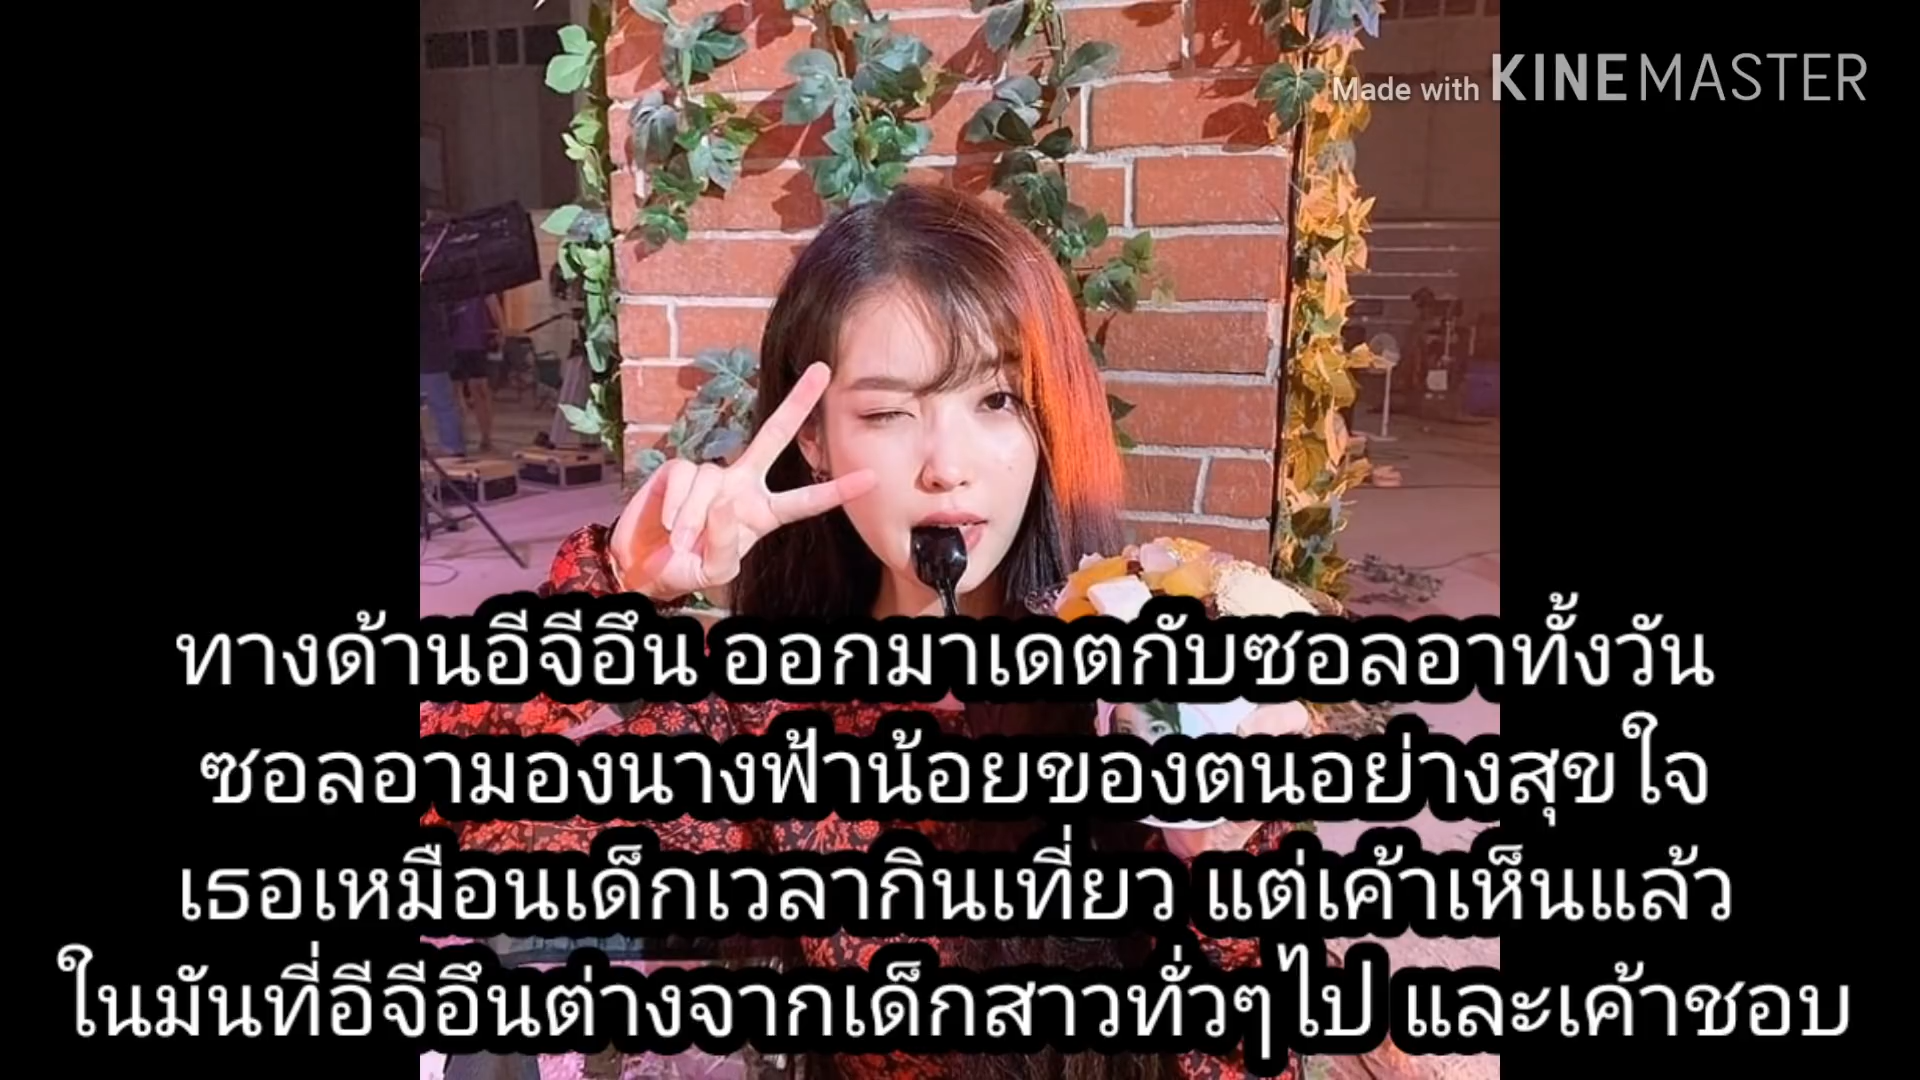 Made with KINEMASTER
ทางด้านอีจีอึน ออกมาเดตกับซอลอาทั้งวัน
ซอลอามองนางฟ้าน้อยของตนอย่างสุขใจ
เธอเหมือนเด็กเวลากินเที่ยว แต่เค้าเห็นแล้ว
ในมันที่อีจีอึนต่างจากเด็กสาวทั่วๆไป และเค้าชอบ